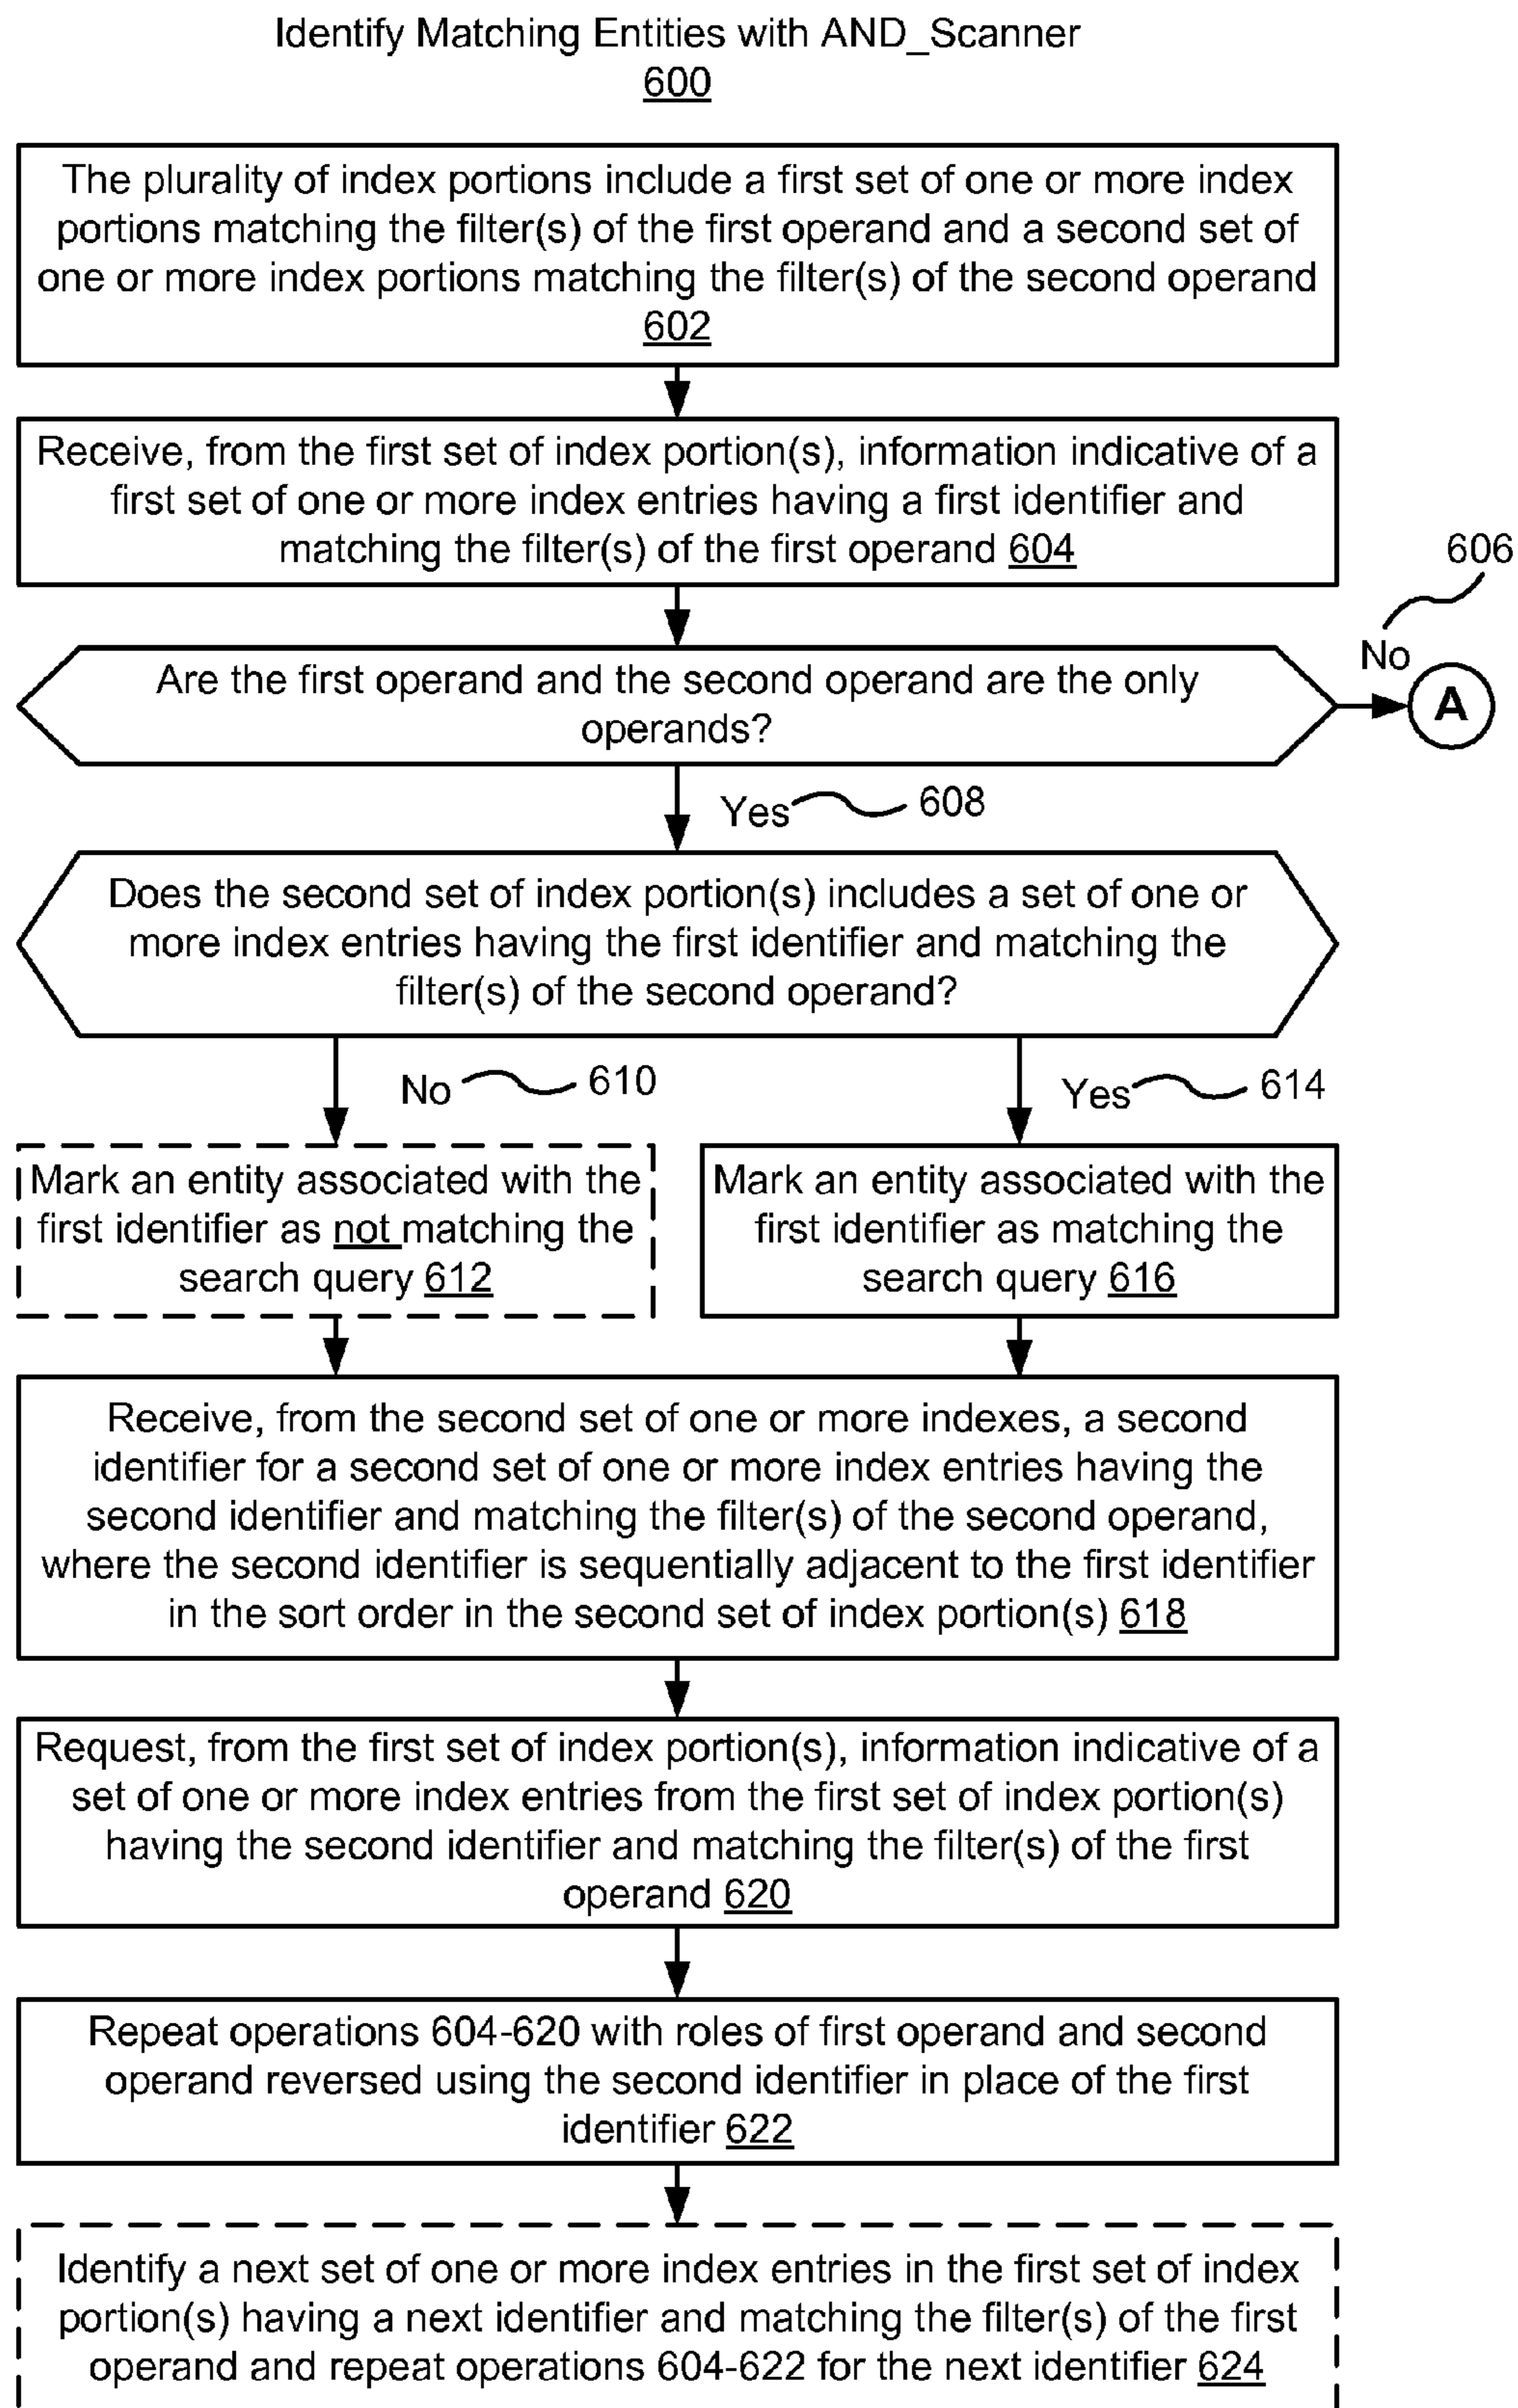 Identify Matching Entities with AND_Scanner
600
The plurality of index portions include a first set of one or more index
portions matching the filter(s) of the first operand and a second set of
one or more index portions matching the filter(s) of the second operand
602
Receive, from the first set of index portion(s), information indicative of a
first set of one or more index entries having a first identifier and
matching the filter(s) of the first operand 604
606
No
A
Are the first operand and the second operand are the only
operands?
Yes 608
Does the second set of index portion(s) includes a set of one or
more index entries having the first identifier and matching the
filter(s) of the second operand?
No 610
Yes 614
Mark an entity associated with the
first identifier as not matching the
search query 612
Mark an entity associated with the
first identifier as matching the
search query 616
Receive, from the second set of one or more indexes, a second
identifier for a second set of one or more index entries having the
second identifier and matching the filter(s) of the second operand,
where the second identifier is sequentially adjacent to the first identifier
in the sort order in the second set of index portion(s) 618
Request, from the first set of index portion(s), information indicative of a
set of one or more index entries from the first set of index portion(s)
having the second identifier and matching the filter(s) of the first
operand 620
Repeat operations 604-620 with roles of first operand and second
operand reversed using the second identifier in place of the first
identifier 622
Identify a next set of one or more index entries in the first set of index
portion(s) having a next identifier and matching the filter(s) of the first
operand and repeat operations 604-622 for the next identifier 624